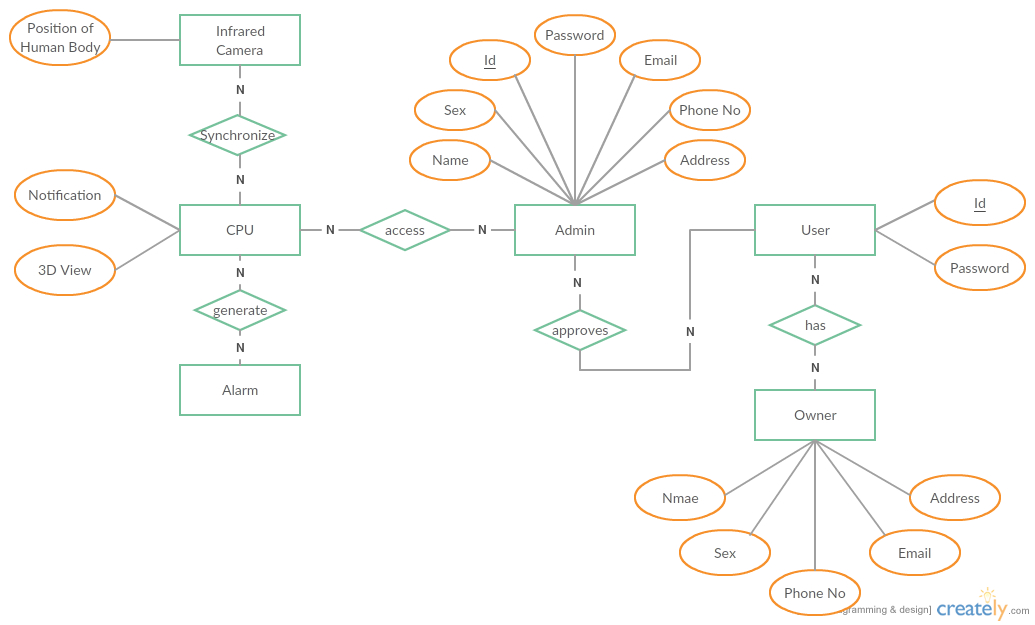 Position of
Human Body
Infrared
Camera
Password
Id
Email
N
Sex
Phone No
Synchronize
Name
Address
N
Notification
Id
CPU
N
access
N
Admin
User
3D View
Password
N
N
N
generate
approves
has
N
N
N
Alarm
Owner
Nmae
Address
Sex
Email
Phone No
& design]
creately.com